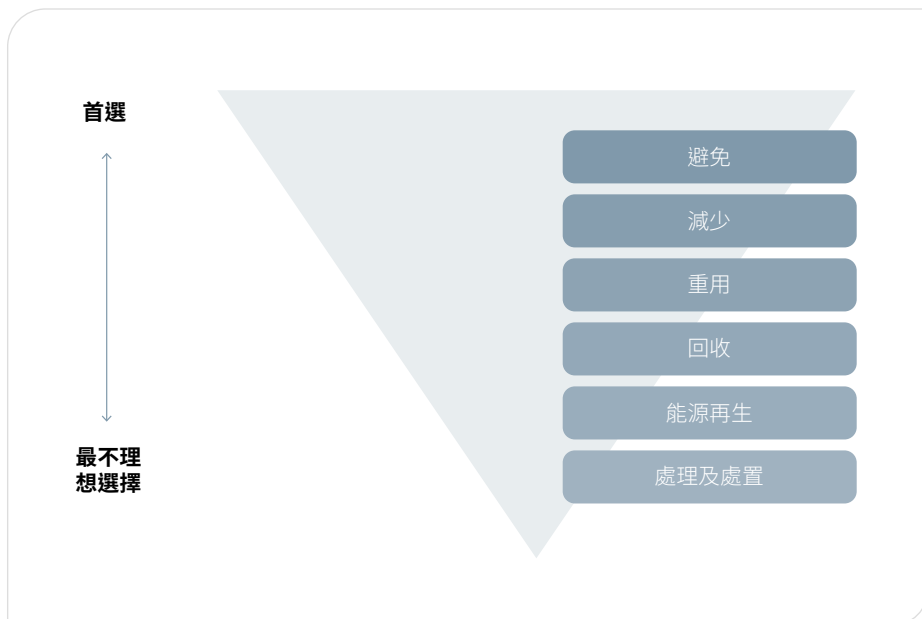 首選
避免
減少
重用
回收
能源再生
最不理
想選擇
處理及處置